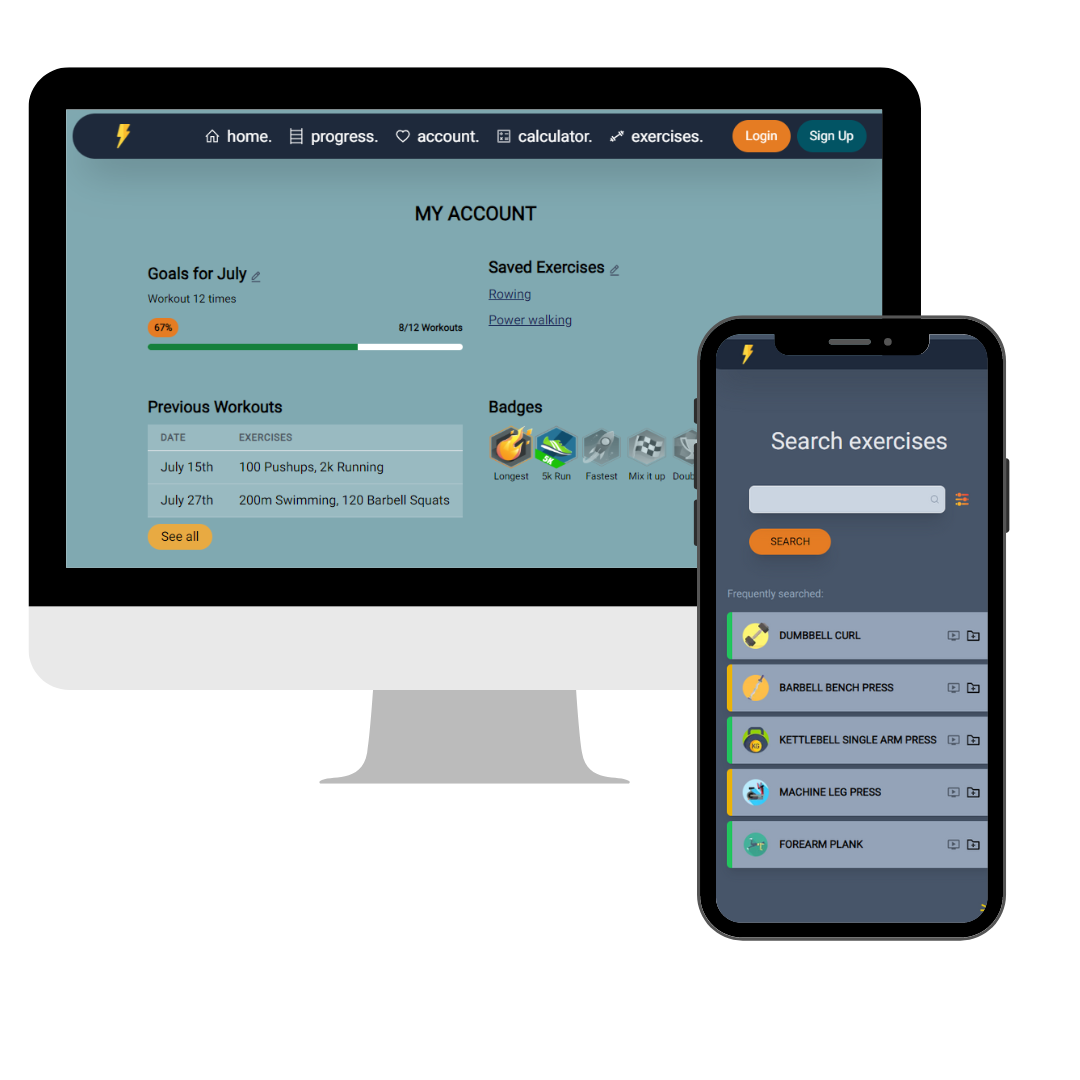 home. progress. account. calculator. exercises. Login Sign Up
MY ACCOUNT
Goals for July
Workout 12 times
67% 8/12 Workouts
Saved Exercises
Rowing
Power walking
Previous Workouts
DATE EXERCISES
July 15th 100 Pushups, 2k Running
July 27th 200m Swimming, 120 Barbell Squats
See all
Badges
5K
Longest 5k Run Fastest Mix it up Doub
Search exercises
SEARCH
Frequently searched:
DUMBBELL CURL
BARBELL BENCH PRESS
KG
KETTLEBELL SINGLE ARM PRESS
MACHINE LEG PRESS
FOREARM PLANK